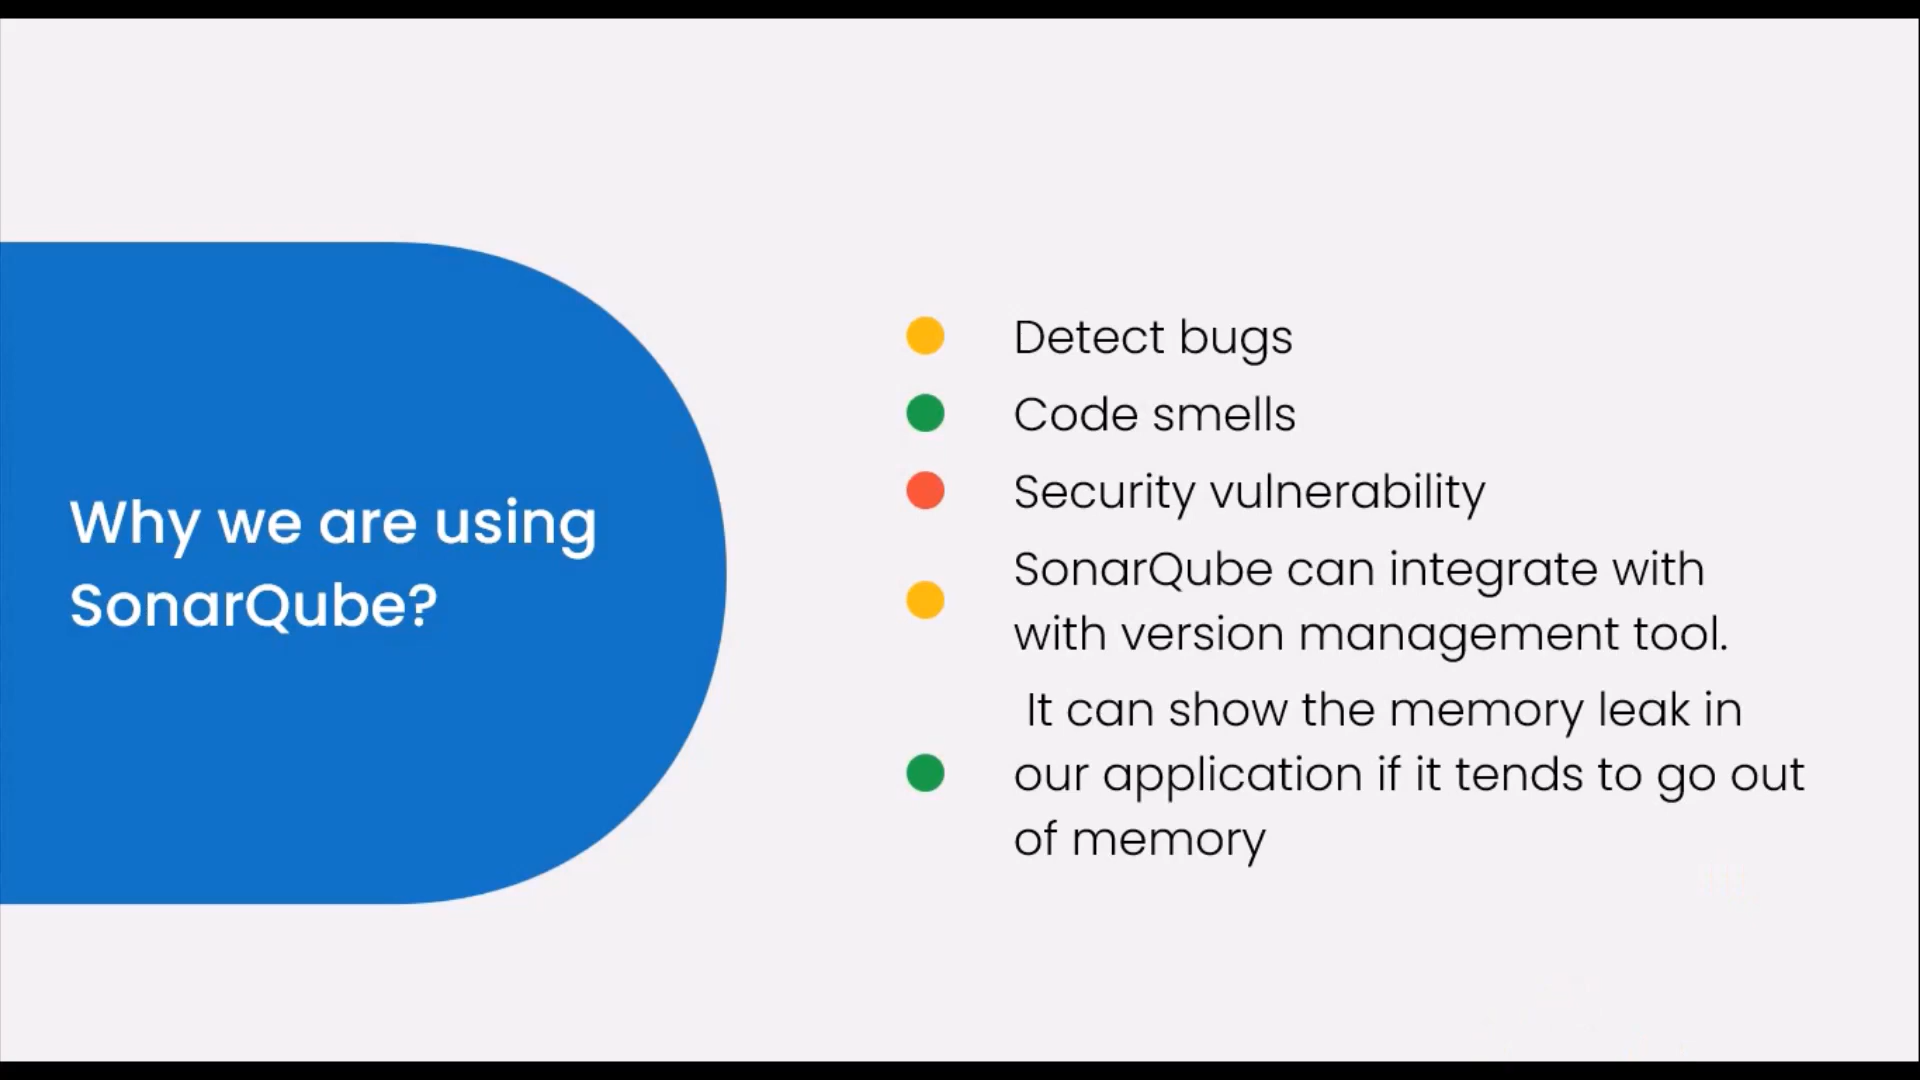 Why we are using
SonarQube?
Detect bugs
Code smells
Security vulnerability
SonarQube can integrate with
with version management tool.
It can show the memory leak in
our application if it tends to go out
of memory